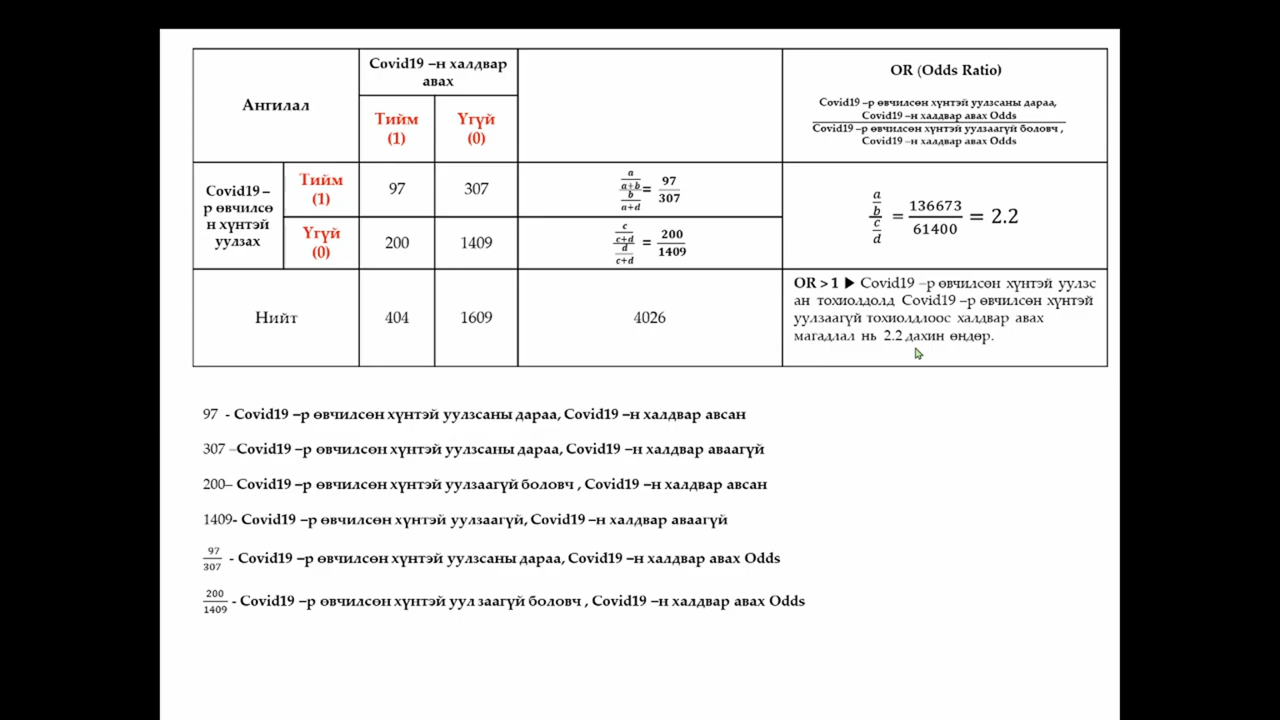 Ангилал
Covid19 –н халдвар
авах
Тийм
(1)
Үгүй
(0)
OR (Odds Ratio)
Covid19 –р өвчилсөн хүнтэй уулзсаны дараа,
Covid19 –н халдвар авах Odds
Covid19 –р өвчилсөн хүнтэй уулзаагүй боловч ,
Covid19 –н халдвар авах Odds
Covid19 –
р өвчилсө
н хүнтэй
уулзах
Тийм
(1)
97
307
a/(a+b) / b/(a+d) = 97/307
Үгүй
(0)
200
1409
c/(c+d) / d/(c+d) = 200/1409
a/b / c/d = 136673/61400 = 2.2
Нийт
404
1609
4026
OR > 1 ▶ Covid19 –р өвчилсөн хүнтэй уулзс
ан тохиолдолд Covid19 –р өвчилсөн хүнтэй
уулзаагүй тохиолдлоос халдвар авах
магадлал нь 2.2 дахин өндөр.
97 - Covid19 –р өвчилсөн хүнтэй уулзсаны дараа, Covid19 –н халдвар авсан
307 –Covid19 –р өвчилсөн хүнтэй уулзсаны дараа, Covid19 –н халдвар аваагүй
200– Covid19 –р өвчилсөн хүнтэй уулзаагүй боловч , Covid19 –н халдвар авсан
1409- Covid19 –р өвчилсөн хүнтэй уулзаагүй, Covid19 –н халдвар аваагүй
97/307 - Covid19 –р өвчилсөн хүнтэй уулзсаны дараа, Covid19 –н халдвар авах Odds
200/1409 - Covid19 –р өвчилсөн хүнтэй уул заагүй боловч , Covid19 –н халдвар авах Odds